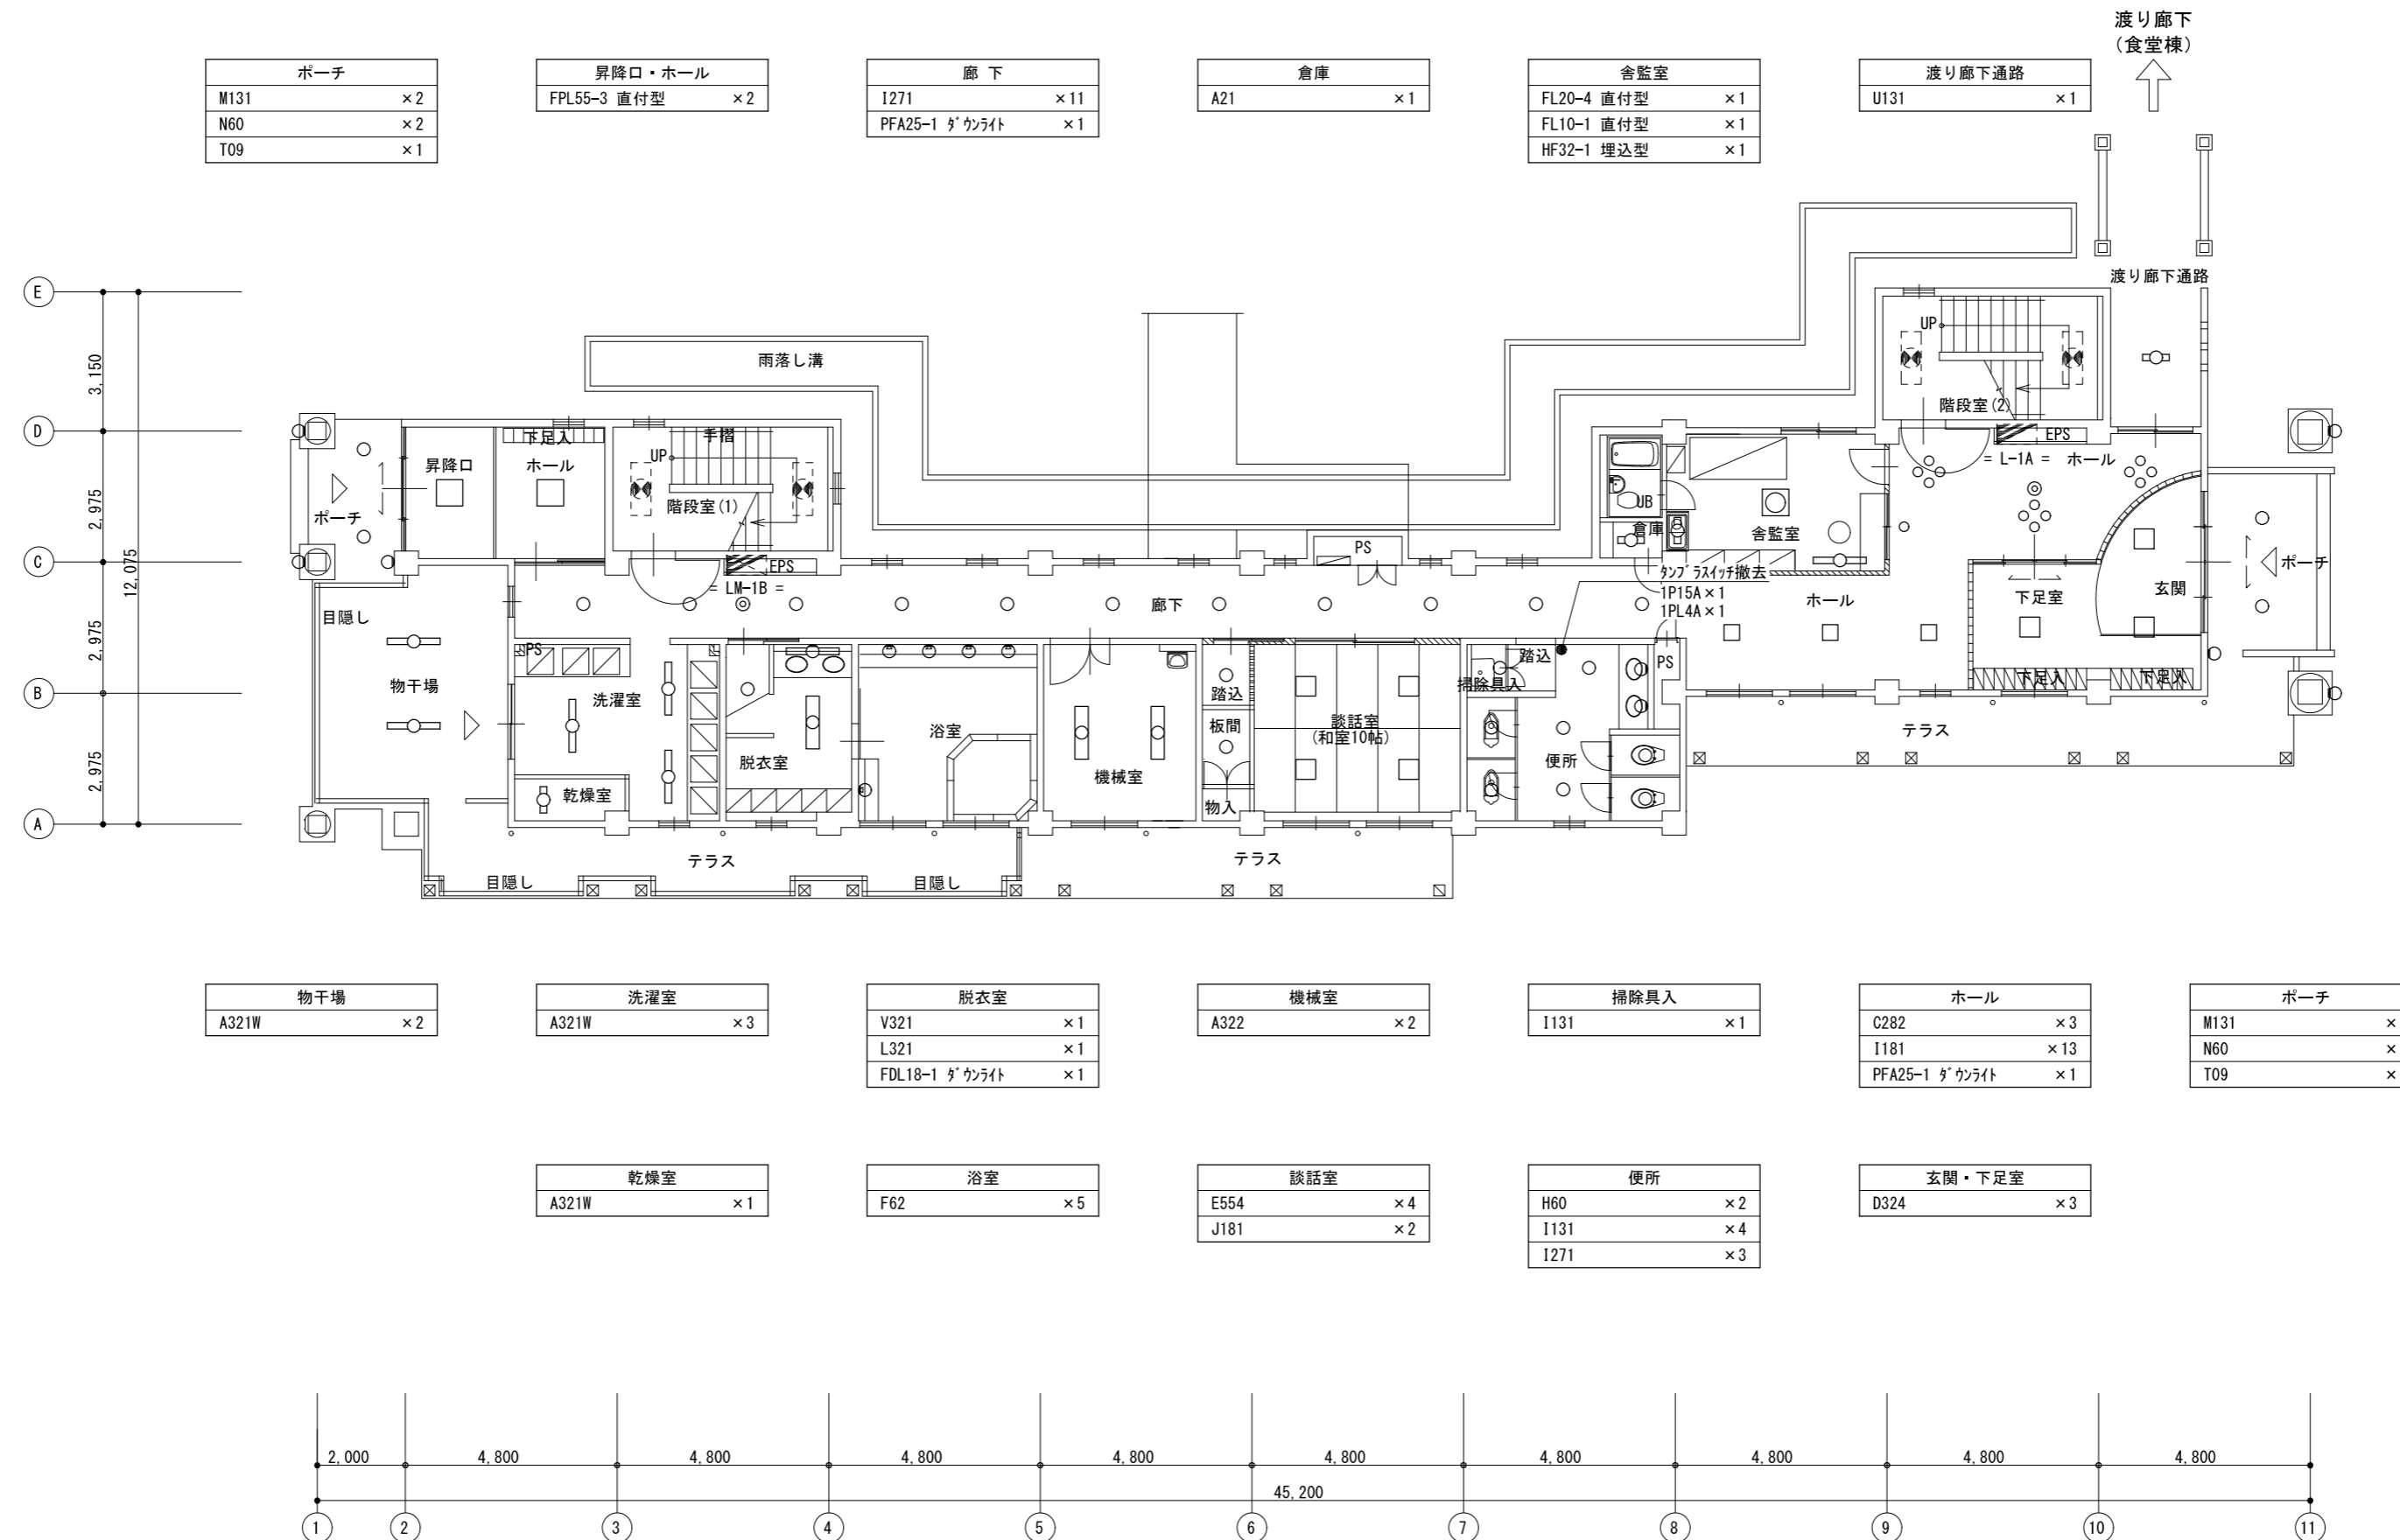 渡り廊下
(食堂棟)
ポーチ
M131 ×2
N60 ×2
T09 ×1
昇降口・ホール
FPL55-3 直付型 ×2
廊 下
I271 ×11
PFA25-1 ﾀﾞｳﾝﾗｲﾄ ×1
倉庫
A21 ×1
舎監室
FL20-4 直付型 ×1
FL10-1 直付型 ×1
HF32-1 埋込型 ×1
渡り廊下通路
U131 ×1
E
D
C
B
A
3,150
2,975
2,975
2,975
12,075
渡り廊下通路
雨落し溝
UP
階段室(2)
EPS
= L-1A =
ホール
下足入
手摺
昇降口
ホール
UP
階段室(1)
ポーチ
EPS
= LM-1B =
PS
UB
倉庫
舎監室
ﾀﾝﾌﾞﾗｽｲｯﾁ撤去
1P15A×1
1PL4A×1
ホール
下足室
玄関
ポーチ
目隠し
廊下
PS
物干場
洗濯室
乾燥室
脱衣室
浴室
機械室
踏込
板間
物入
談話室
(和室10帖)
踏込
掃除具入
便所
PS
下足入
下足入
テラス
テラス
テラス
目隠し
目隠し
物干場
A321W ×2
洗濯室
A321W ×3
脱衣室
V321 ×1
L321 ×1
FDL18-1 ﾀﾞｳﾝﾗｲﾄ ×1
機械室
A322 ×2
掃除具入
I131 ×1
ホール
C282 ×3
I181 ×13
PFA25-1 ﾀﾞｳﾝﾗｲﾄ ×1
ポーチ
M131 ×
N60 ×
T09 ×
乾燥室
A321W ×1
浴室
F62 ×5
談話室
E554 ×4
J181 ×2
便所
H60 ×2
I131 ×4
I271 ×3
玄関・下足室
D324 ×3
2,000 4,800 4,800 4,800 4,800 4,800 4,800 4,800 4,800 4,800
45,200
1 2 3 4 5 6 7 8 9 10 11